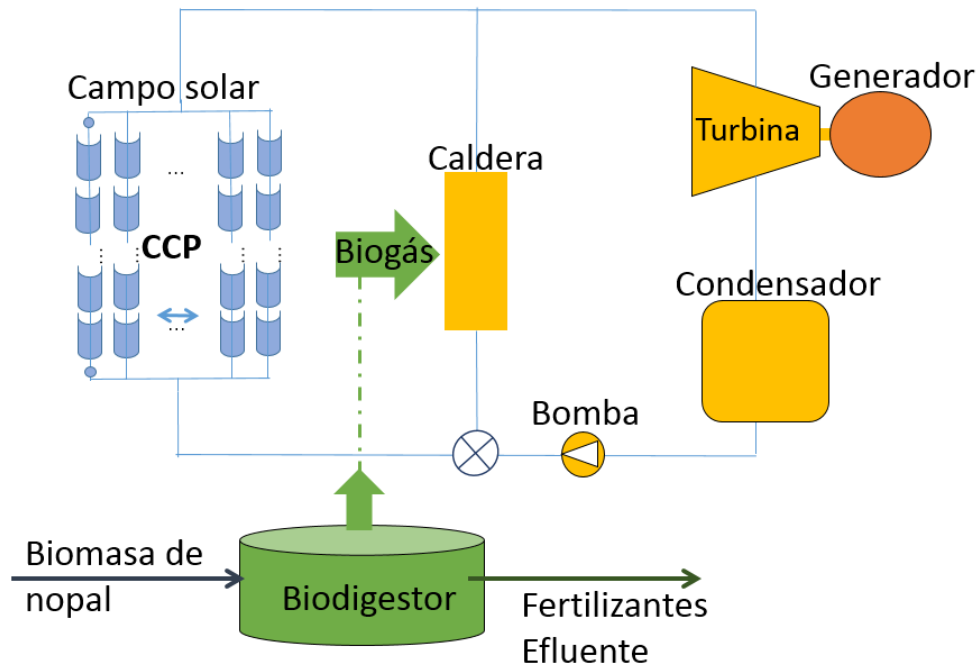 Campo solar
Generador
Turbina
Caldera
...
CCP
Biogás
Condensador
...
Bomba
Biomasa de
nopal
Biodigestor
Fertilizantes
Efluente